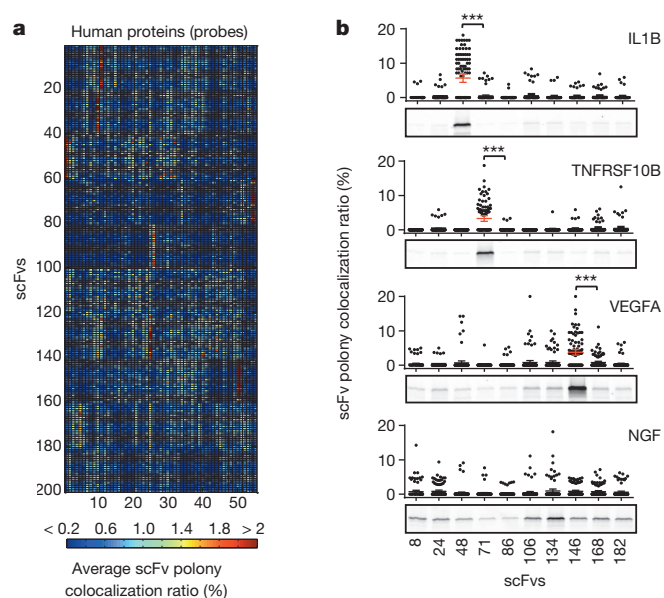 a
Human proteins (probes)
scFvs
20
40
60
80
100
120
140
160
180
200
10 20 30 40 50
< 0.2 0.6 1.0 1.4 1.8 > 2
Average scFv polony
colocalization ratio (%)
b
scFv polony colocalization ratio (%)
20
10
0
***
IL1B
20
10
0
***
TNFRSF10B
20
10
0
***
VEGFA
20
10
0
NGF
8 24 48 71 86 106 134 146 168 182
scFvs